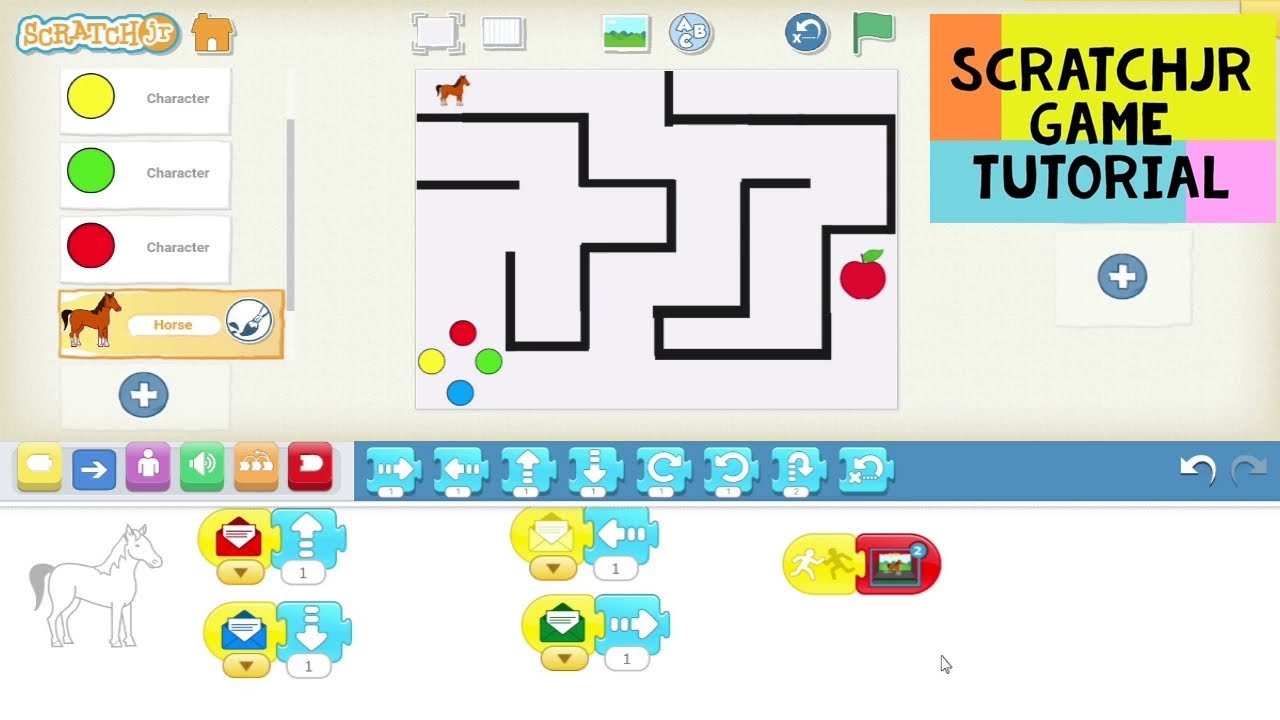 SCRATCHJR
A B C
x
SCRATCHJR
GAME
TUTORIAL
Character
Character
Character
Horse
1
1
1
1
1
1
2
x
1
1
2
1
1